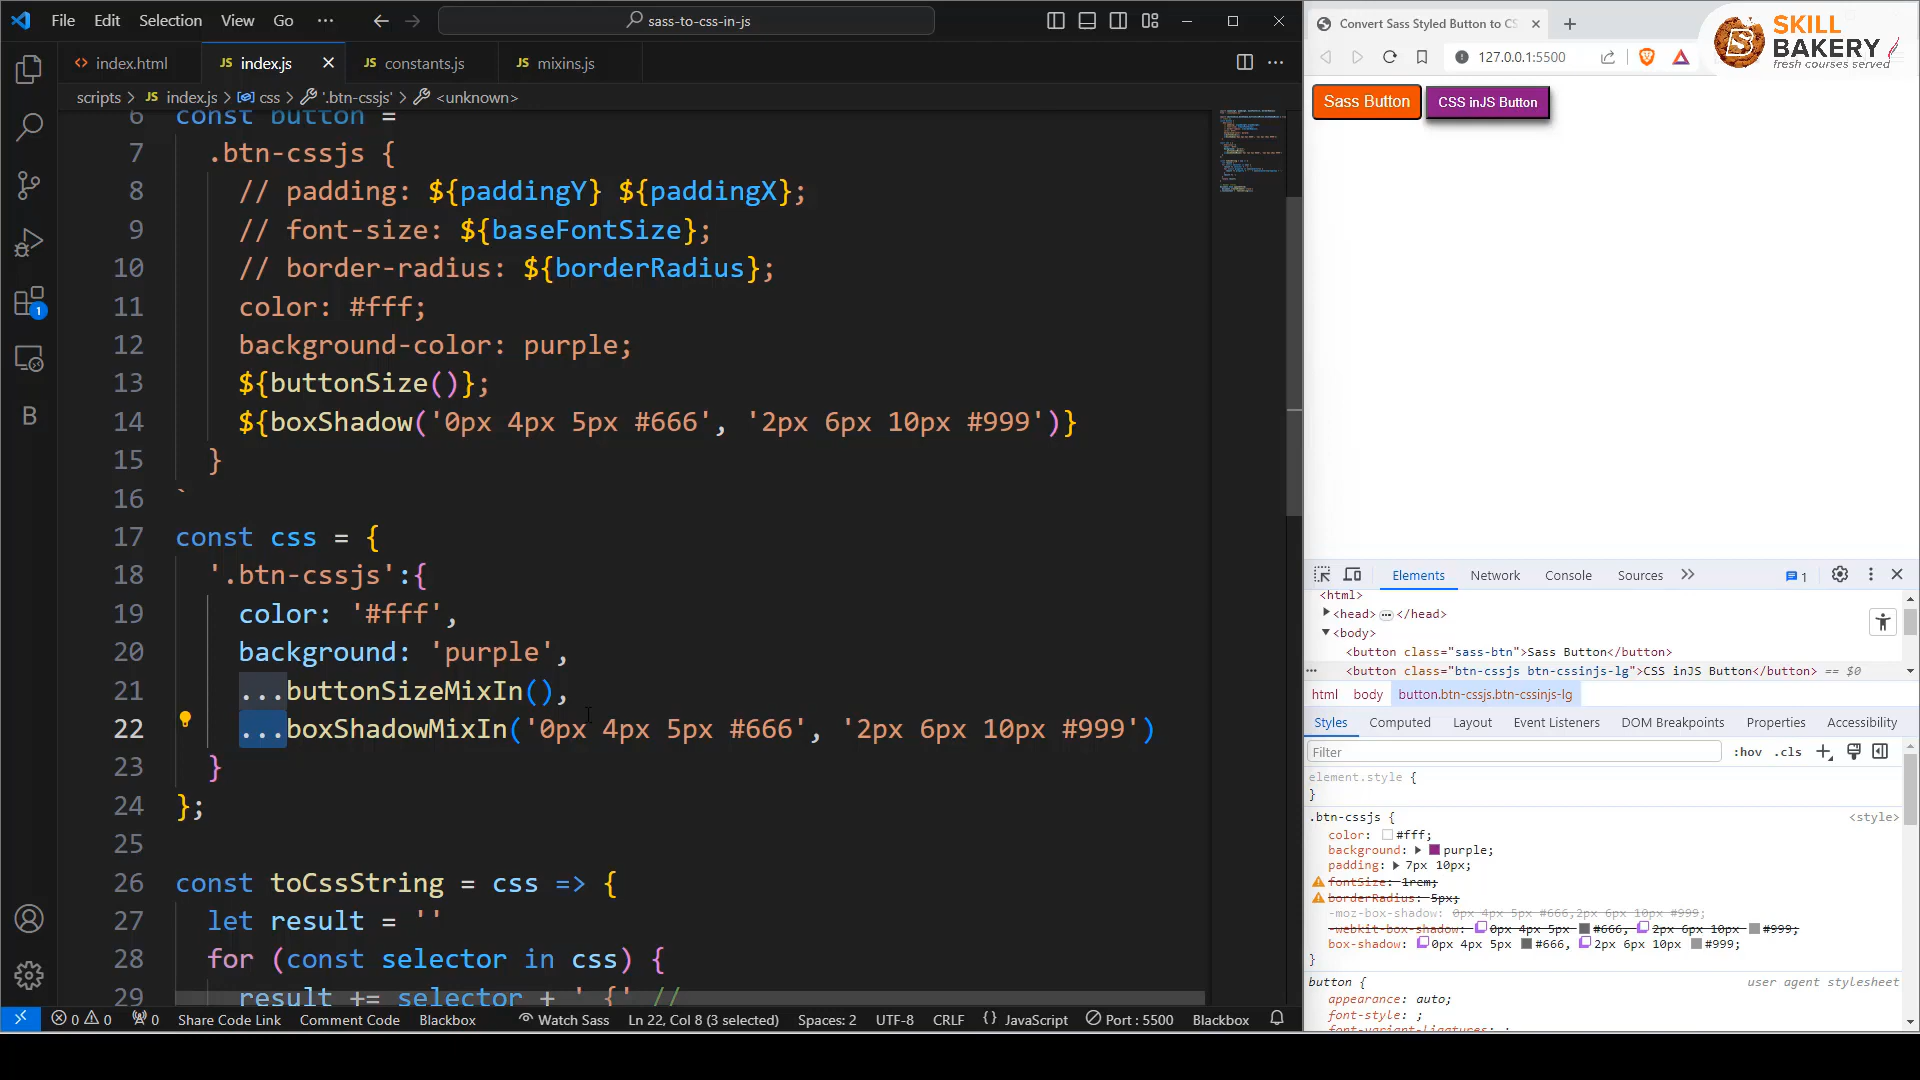 File Edit Selection View Go ··· sass-to-css-in-js
index.html index.js constants.js mixins.js
scripts > JS index.js > css > '.btn-cssjs' > <unknown>
6 const button =
7 .btn-cssjs {
8 // padding: ${paddingY} ${paddingX};
9 // font-size: ${baseFontSize};
10 // border-radius: ${borderRadius};
11 color: #fff;
12 background-color: purple;
13 ${buttonSize()};
14 ${boxShadow('0px 4px 5px #666', '2px 6px 10px #999')}
15 }
16 `
17 const css = {
18 '.btn-cssjs':{
19 color: '#fff',
20 background: 'purple',
21 ...buttonSizeMixIn(),
22 ...boxShadowMixIn('0px 4px 5px #666', '2px 6px 10px #999')
23 }
24 };
25
26 const toCssString = css => {
27 let result = ''
28 for (const selector in css) {
29 result += selector + ' {' //
0 0 0 Share Code Link Comment Code Blackbox Watch Sass Ln 22, Col 8 (3 selected) Spaces: 2 UTF-8 CRLF {} JavaScript Port : 5500 Blackbox
Convert Sass Styled Button to CS
127.0.0.1:5500
SKILL
BAKERY
fresh courses served
Sass Button CSS inJS Button
Elements Network Console Sources 1
<html>
<head> ··· </head>
<body>
<button class="sass-btn">Sass Button</button>
<button class="btn-cssjs btn-cssinjs-lg">CSS inJS Button</button> == $0
html body button.btn-cssjs.btn-cssinjs-lg
Styles Computed Layout Event Listeners DOM Breakpoints Properties Accessibility
Filter :hov .cls
element.style {
}
.btn-cssjs { <style>
color: #fff;
background: purple;
padding: 7px 10px;
fontSize: 1rem;
borderRadius: 5px;
-moz-box-shadow: 0px 4px 5px #666,2px 6px 10px #999;
-webkit-box-shadow: 0px 4px 5px #666, 2px 6px 10px #999;
box-shadow: 0px 4px 5px #666, 2px 6px 10px #999;
}
button { user agent stylesheet
appearance: auto;
font-style: ;
font-variant-ligatures: ;